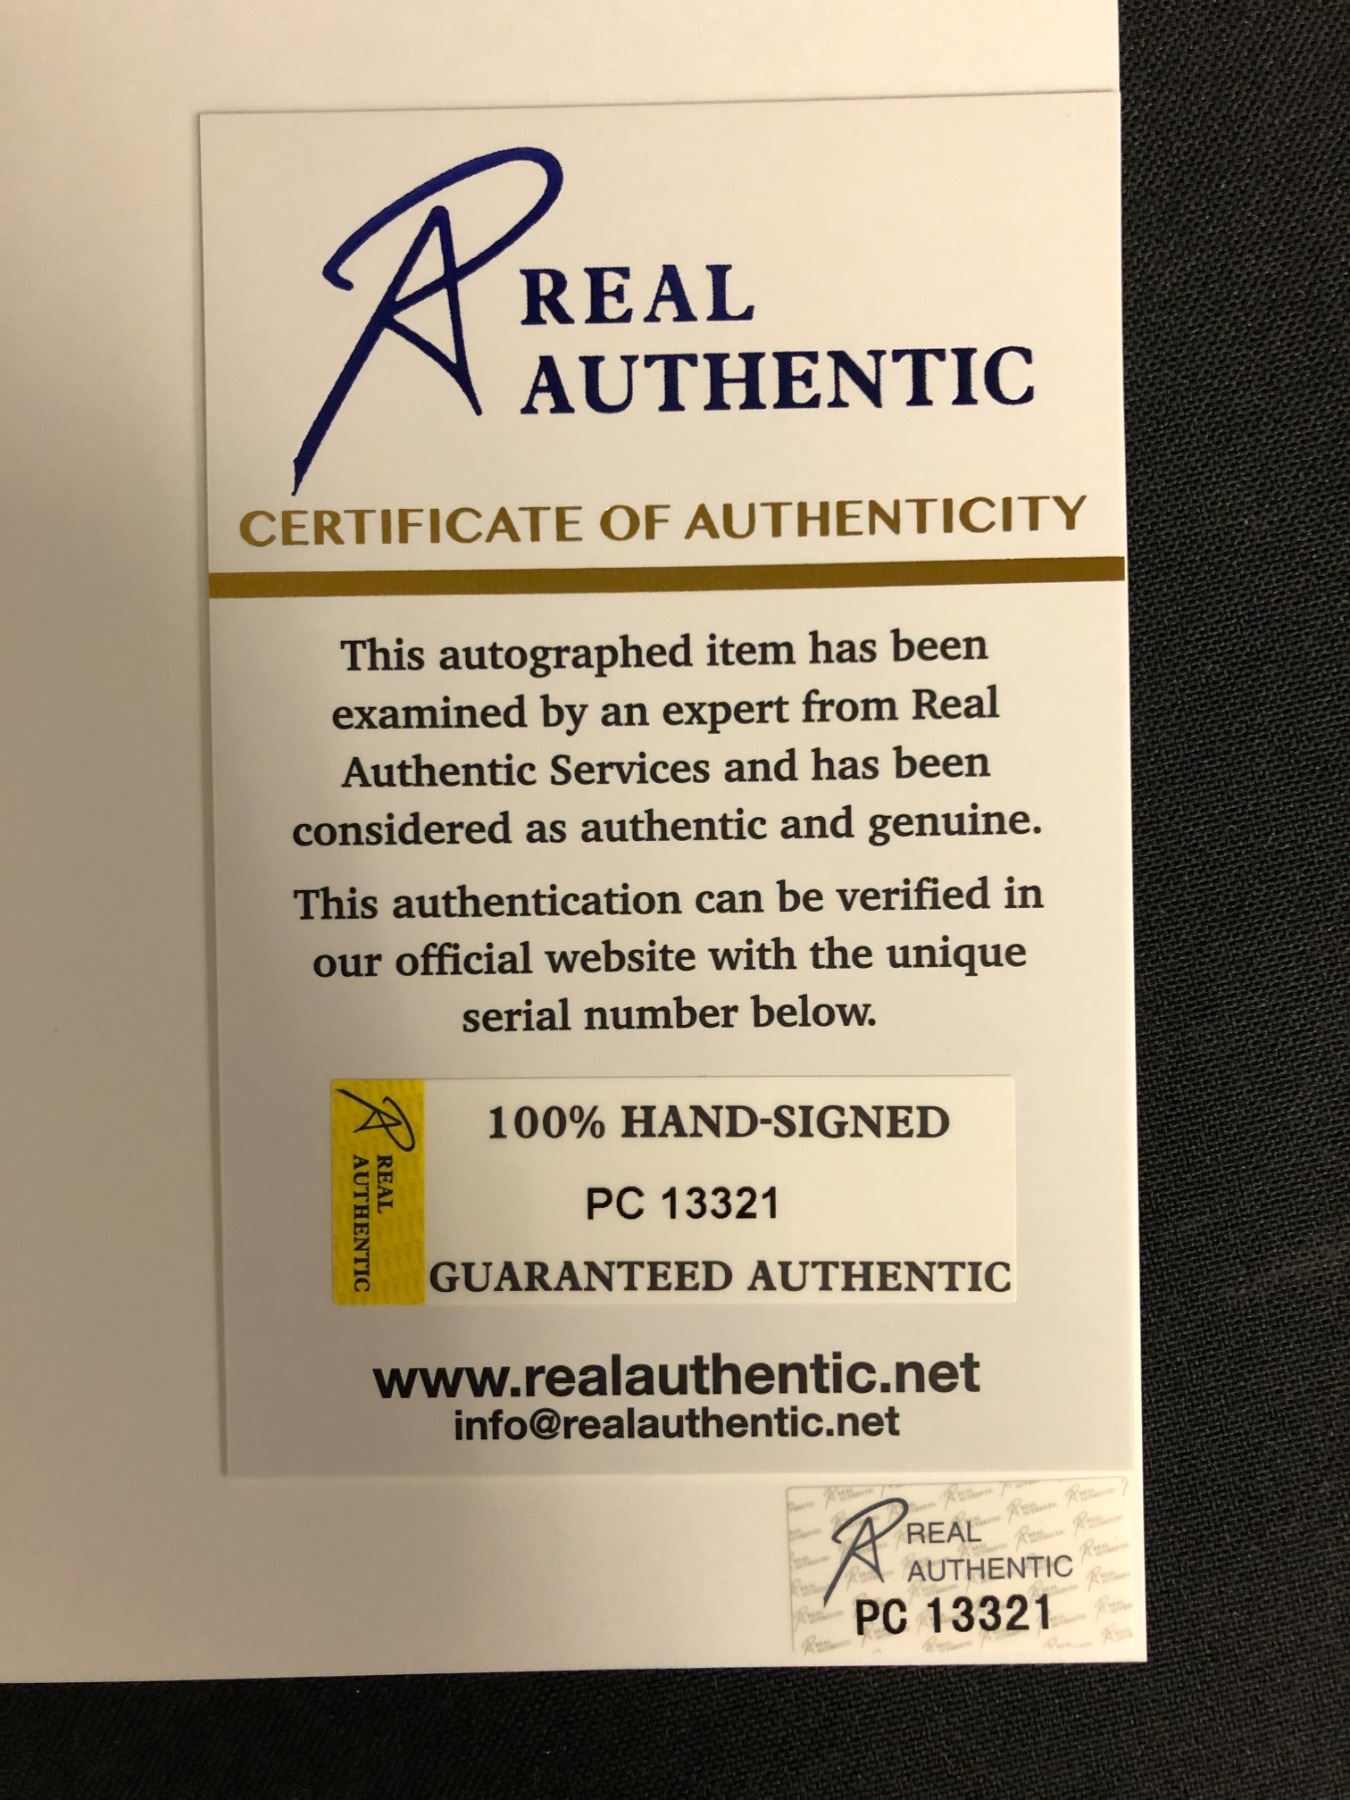 REAL
AUTHENTIC
CERTIFICATE OF AUTHENTICITY
This autographed item has been
examined by an expert from Real
Authentic Services and has been
considered as authentic and genuine.
This authentication can be verified in
our official website with the unique
serial number below.
REAL
AUTHENTIC
100% HAND-SIGNED
PC 13321
GUARANTEED AUTHENTIC
www.realauthentic.net
info@realauthentic.net
REAL
AUTHENTIC
PC 13321